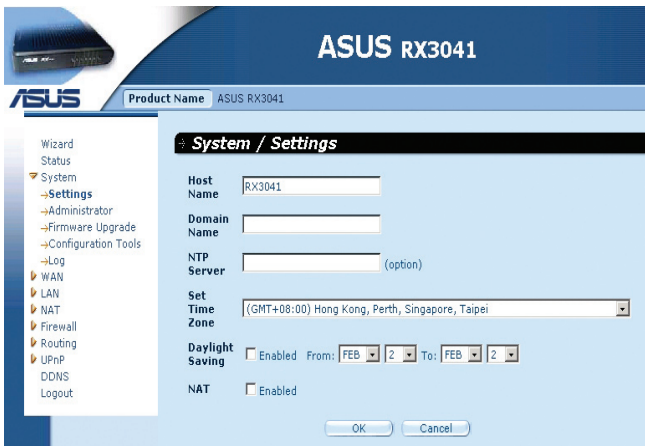 ASUS RX3041
ASUS
Product Name ASUS RX3041
Wizard
Status
System
Settings
Administrator
Firmware Upgrade
Configuration Tools
Log
WAN
LAN
NAT
Firewall
Routing
UPnP
DDNS
Logout
System / Settings
Host Name RX3041
Domain Name
NTP Server (option)
Set Time Zone (GMT+08:00) Hong Kong, Perth, Singapore, Taipei
Daylight Saving Enabled From: FEB 2 To: FEB 2
NAT Enabled
OK Cancel